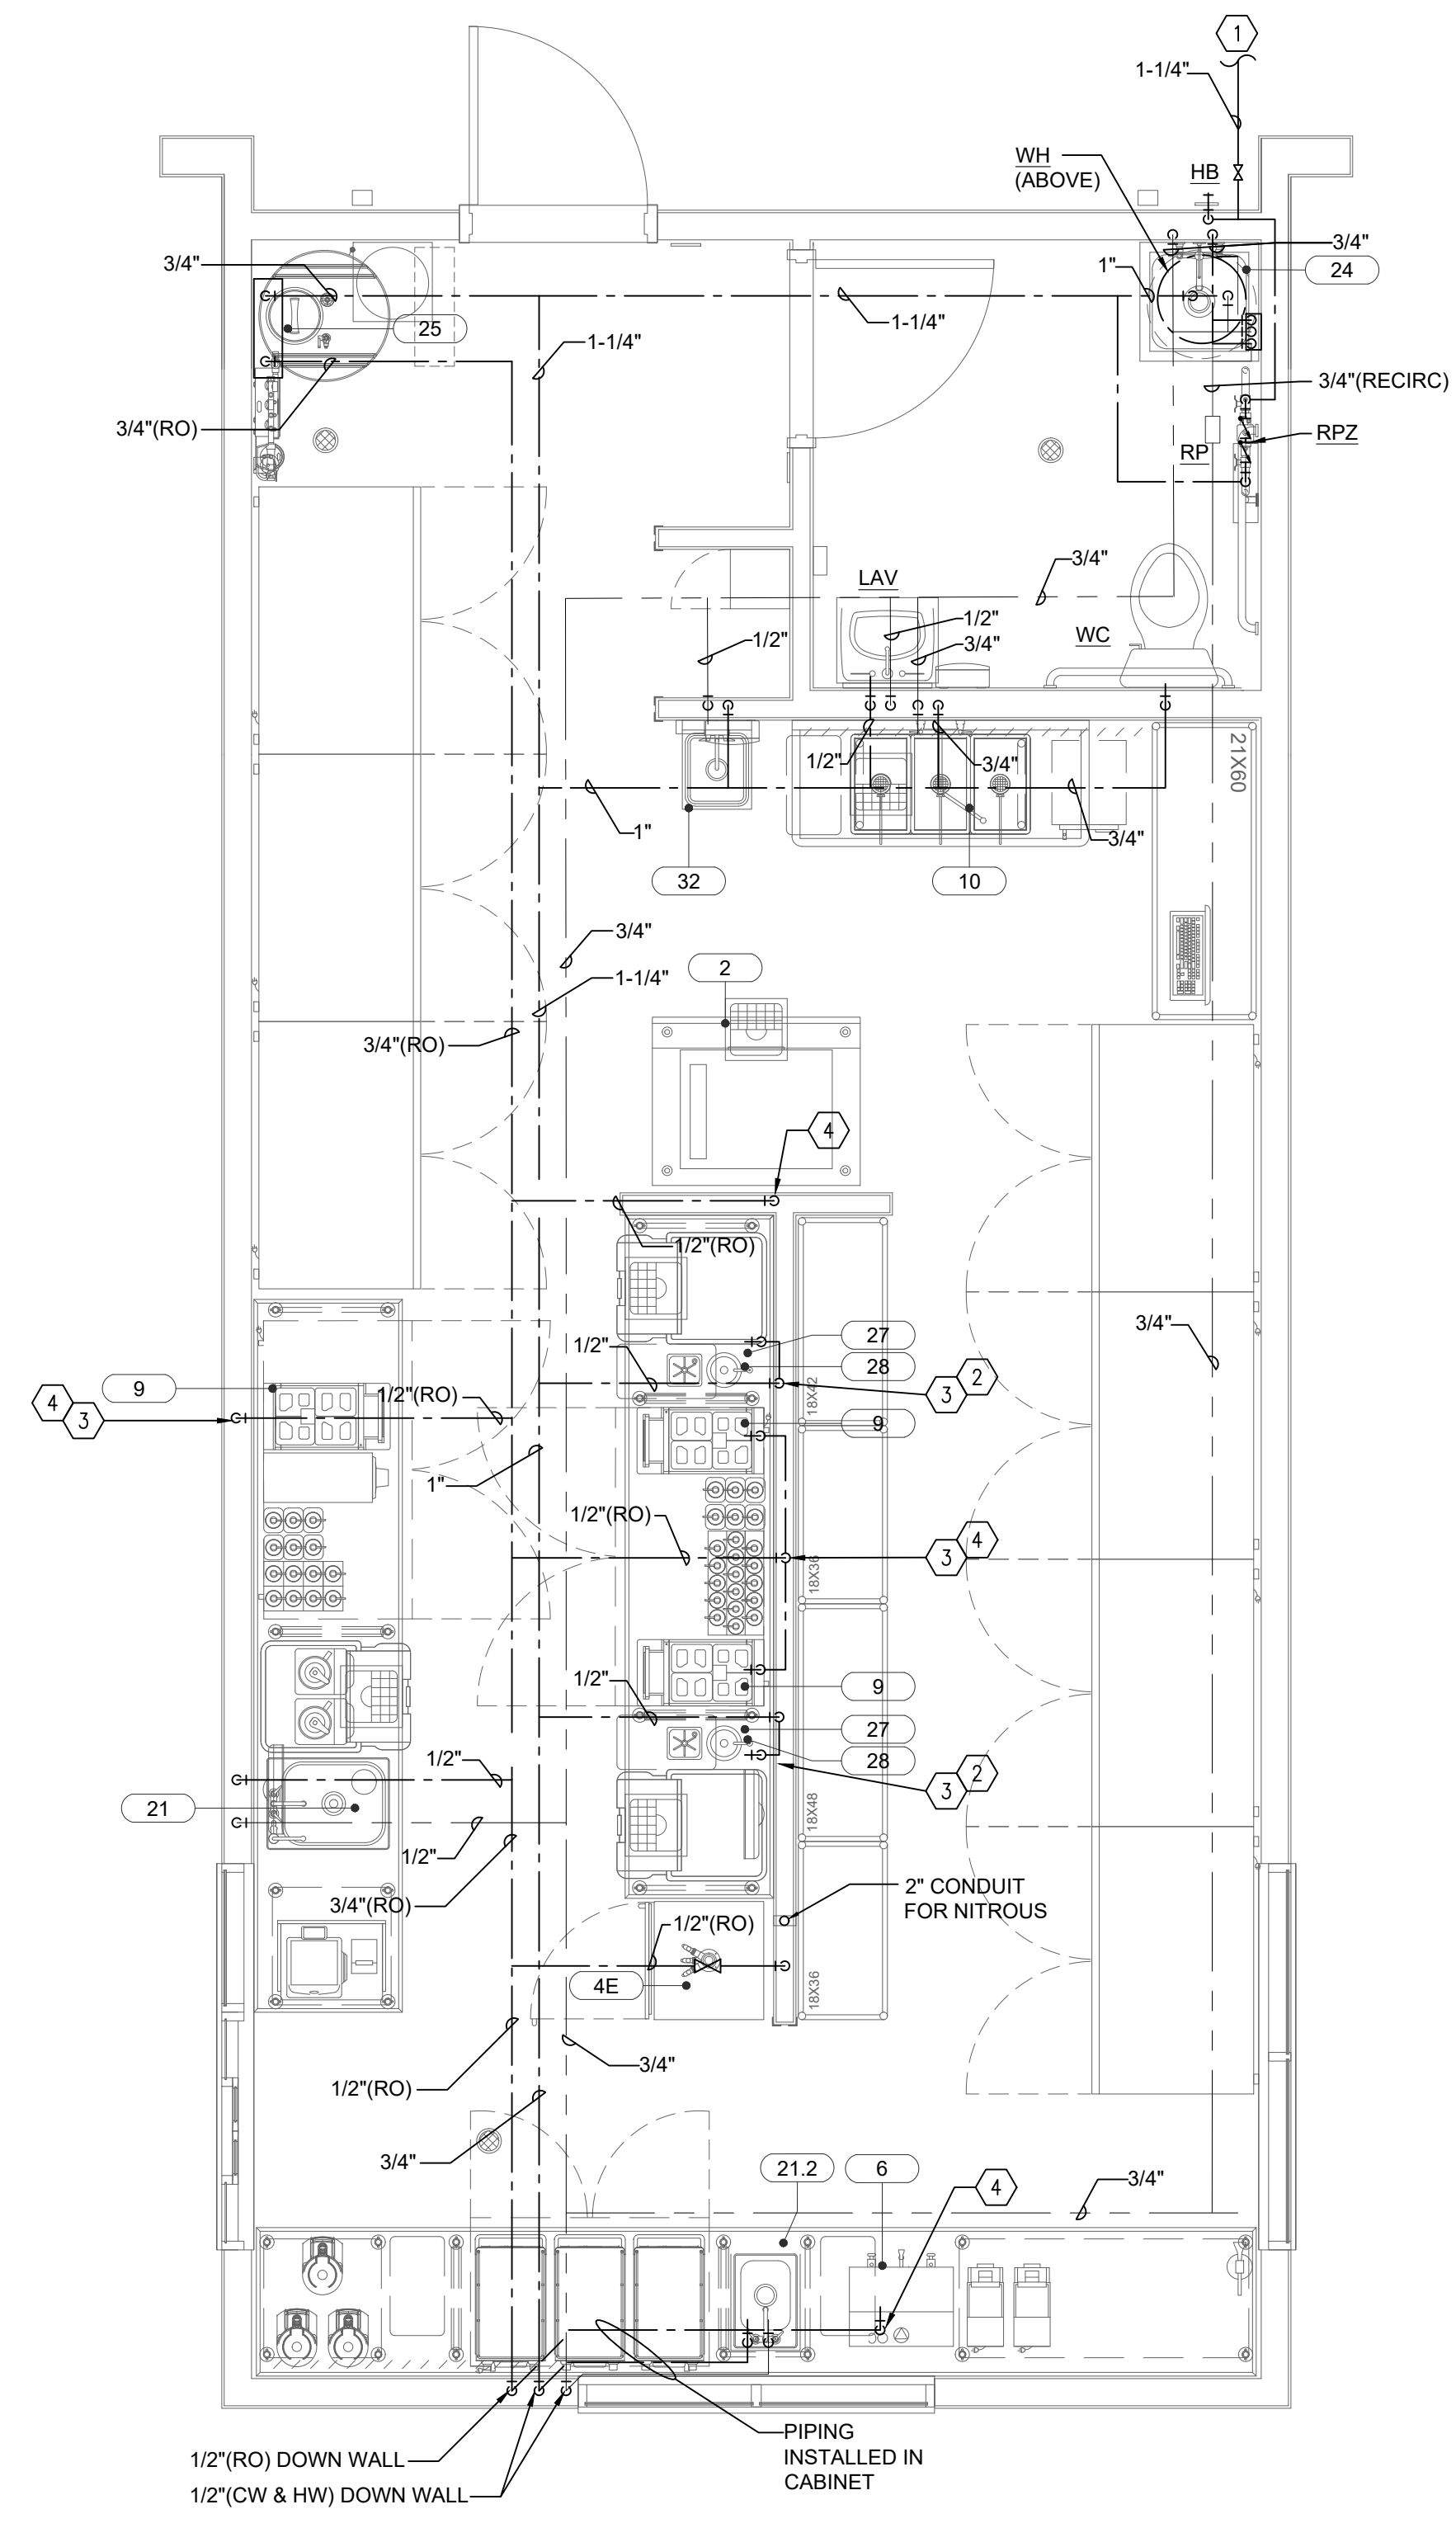 1
1-1/4"
WH
(ABOVE)
HB
3/4"
3/4"
1"
24
25
1-1/4"
1-1/4"
3/4"(RECIRC)
3/4"(RO)
RPZ
RP
3/4"
LAV
1/2"
WC
1/2"
3/4"
21X60
1/2"
3/4"
1"
3/4"
32
10
3/4"
2
1-1/4"
3/4"(RO)
4
1/2"(RO)
3/4"
27
1/2"
28
2
3
18X42
9
1/2"(RO)
4
3
9
1"
1/2"(RO)
4
3
18X36
1/2"
9
27
28
2
3
1/2"
21
18X48
1/2"
2" CONDUIT
FOR NITROUS
3/4"(RO)
1/2"(RO)
4E
18X36
3/4"
1/2"(RO)
3/4"
21.2
6
4
3/4"
PIPING
INSTALLED IN
CABINET
1/2"(RO) DOWN WALL
1/2"(CW & HW) DOWN WALL